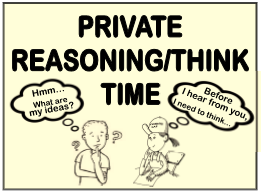 PRIVATE
REASONING/THINK
TIME
Hmm...
What are
my ideas?
Before
I hear from you,
I need to think...
? ?
?